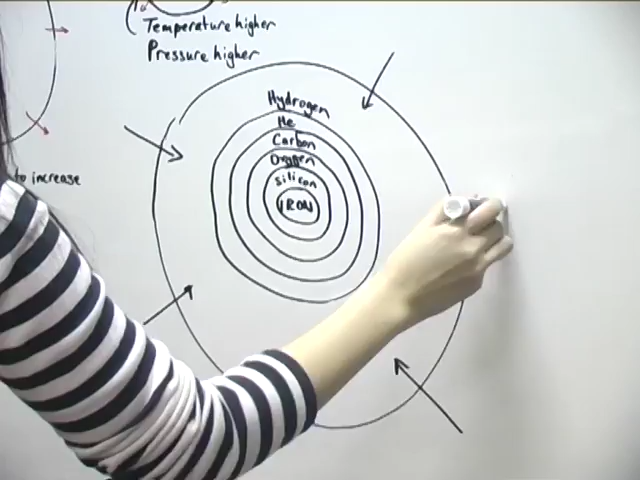 Temperature higher
Pressure higher
Hydrogen
He
Carbon
Oxygen
Silicon
IRON
to increase